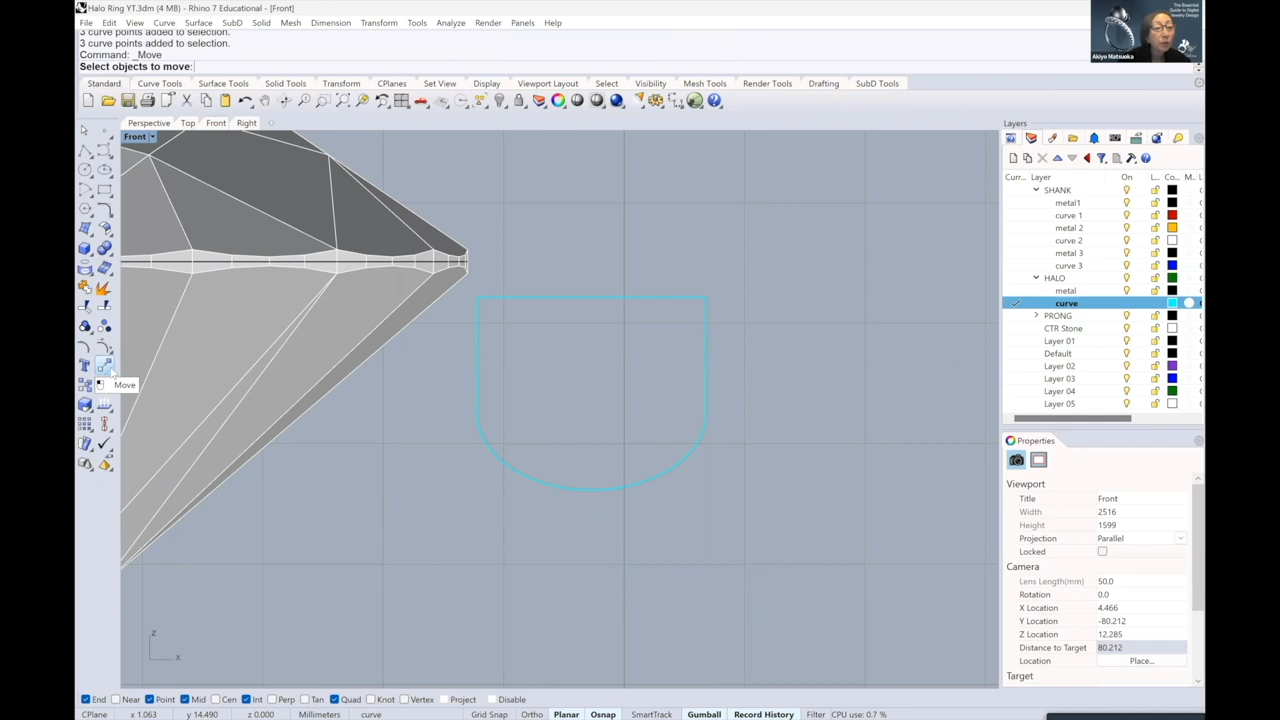 Halo Ring YT.3dm (4 MB) - Rhino 7 Educational - [Front]
File Edit View Curve Surface SubD Solid Mesh Dimension Transform Tools Analyze Render Panels Help
3 curve points added to selection.
3 curve points added to selection.
Command: _Move
Select objects to move:
The Essential
Guide to Digital
Jewelry Design
Akiyo Matsuoka
Standard Curve Tools Surface Tools Solid Tools Transform CPlanes Set View Display Viewport Layout Select Visibility Mesh Tools Render Tools Drafting SubD Tools
Perspective Top Front Right
Front
Move
z
x
Layers
Curr... Layer On L... Co... M... L
SHANK
metal1
curve 1
metal 2
curve 2
metal 3
curve 3
HALO
metal
curve
PRONG
CTR Stone
Layer 01
Default
Layer 02
Layer 03
Layer 04
Layer 05
Properties
Viewport
Title Front
Width 2516
Height 1599
Projection Parallel
Locked
Camera
Lens Length(mm) 50.0
Rotation 0.0
X Location 4.466
Y Location -80.212
Z Location 12.285
Distance to Target 80.212
Location Place...
Target
End Near Point Mid Cen Int Perp Tan Quad Knot Vertex Project Disable
CPlane x 1.063 y 14.490 z 0.000 Millimeters curve Grid Snap Ortho Planar Osnap SmartTrack Gumball Record History Filter CPU use: 0.7 %